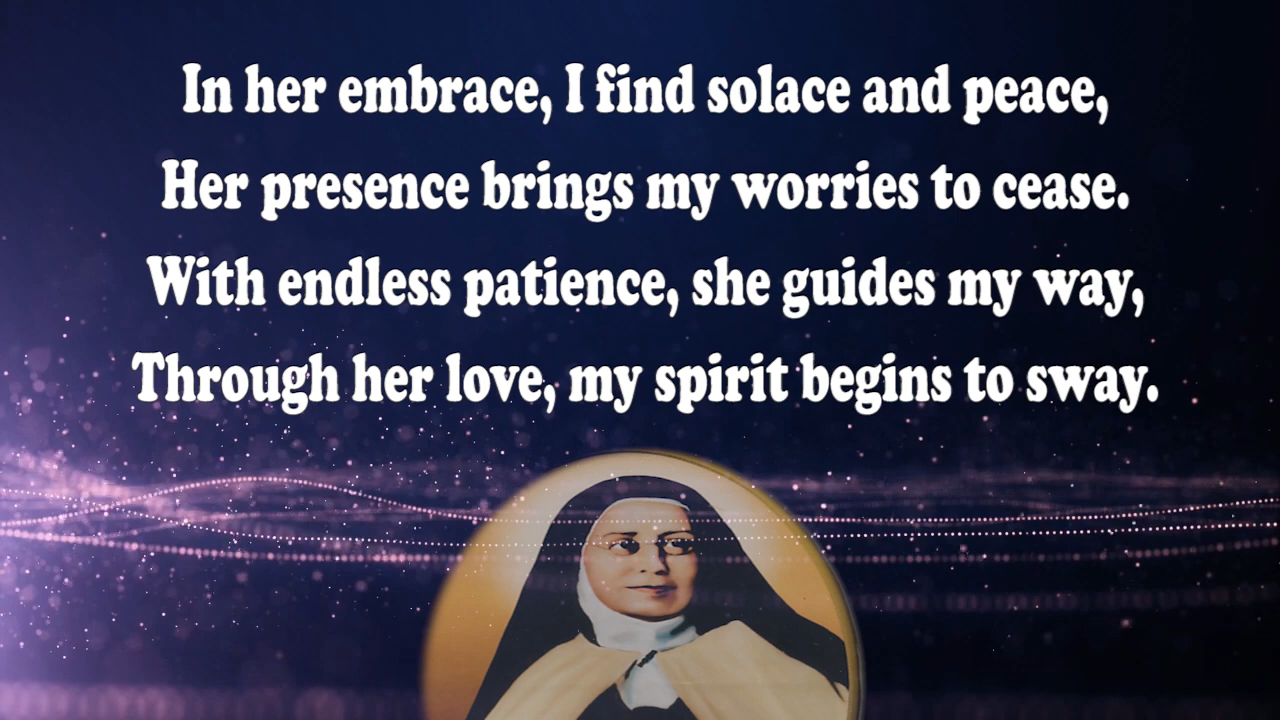 In her embrace, I find solace and peace,
Her presence brings my worries to cease.
With endless patience, she guides my way,
Through her love, my spirit begins to sway.